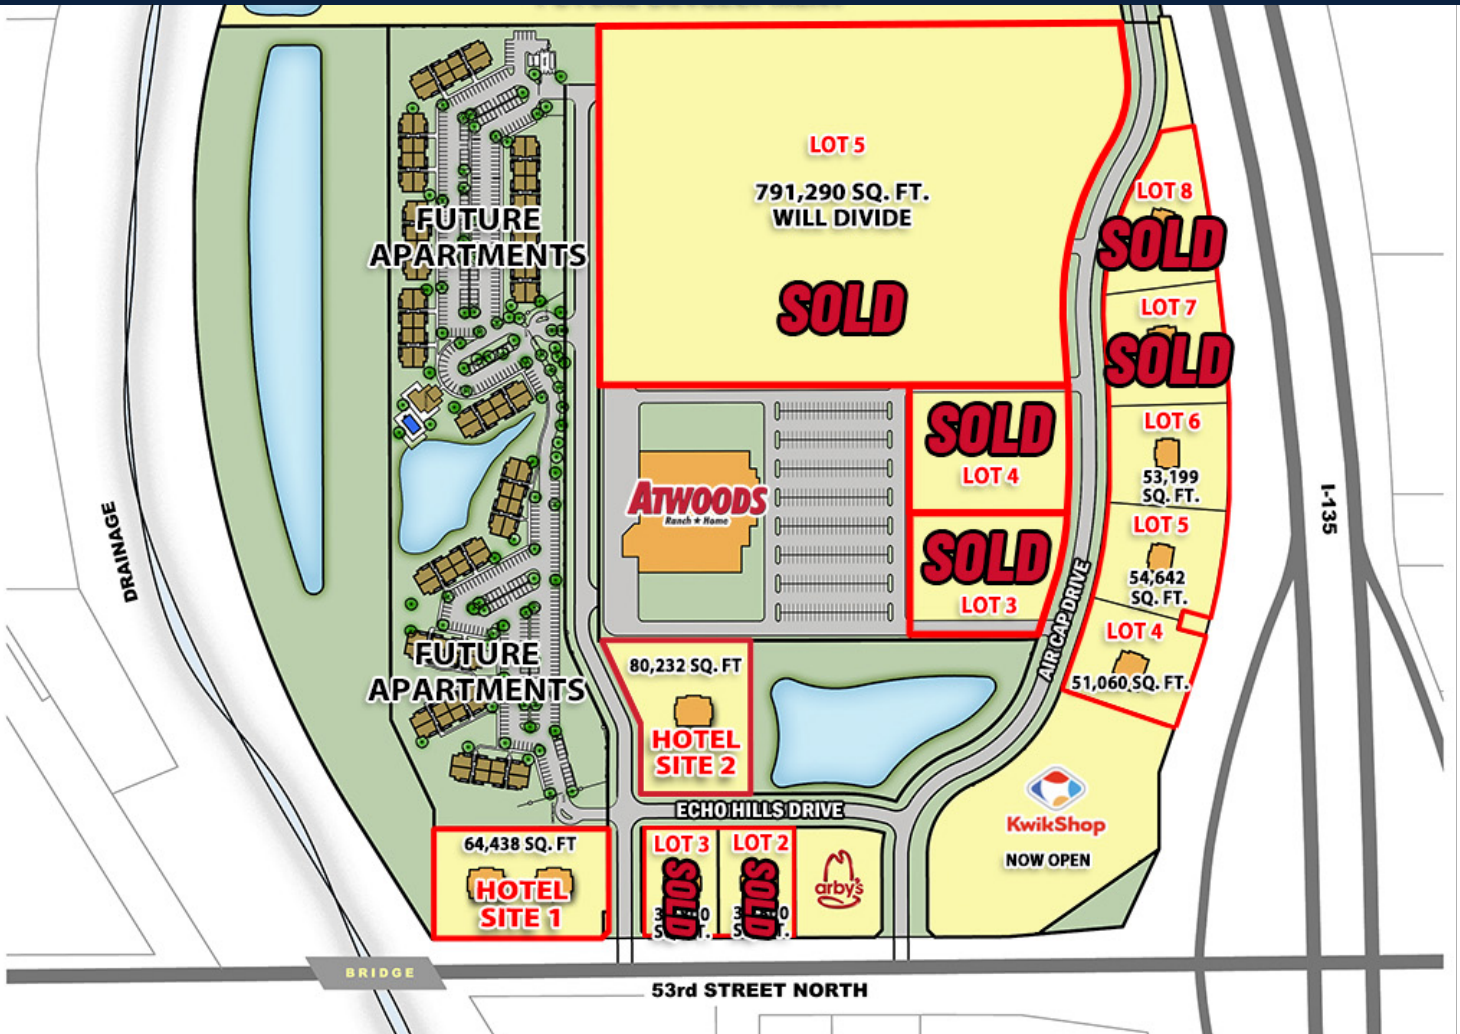 LOT 5
791,290 SQ. FT.
WILL DIVIDE
SOLD
LOT 8
SOLD
LOT 7
SOLD
FUTURE
APARTMENTS
SOLD
LOT 4
LOT 6
53,199
SQ. FT.
ATWOODS
Ranch ★ Home
SOLD
LOT 3
LOT 5
54,642
SQ. FT.
I-135
DRAINAGE
AIR CAP DRIVE
LOT 4
51,060 SQ. FT.
FUTURE
APARTMENTS
80,232 SQ. FT
HOTEL
SITE 2
ECHO HILLS DRIVE
KwikShop
NOW OPEN
64,438 SQ. FT
HOTEL
SITE 1
LOT 3
SOLD
LOT 2
SOLD
arby's
BRIDGE
53rd STREET NORTH